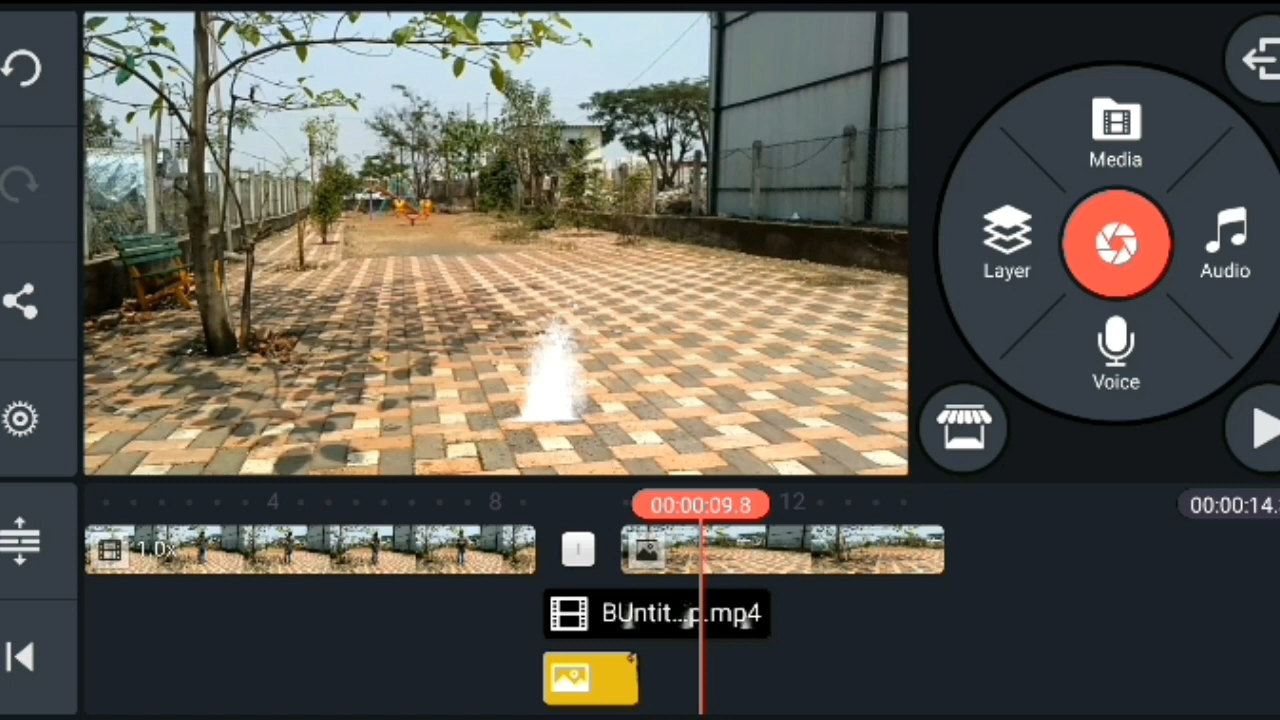 Media
Layer
Audio
Voice
4
8
00:00:09.8
12
00:00:14.
1.0x
BUntit...p.mp4